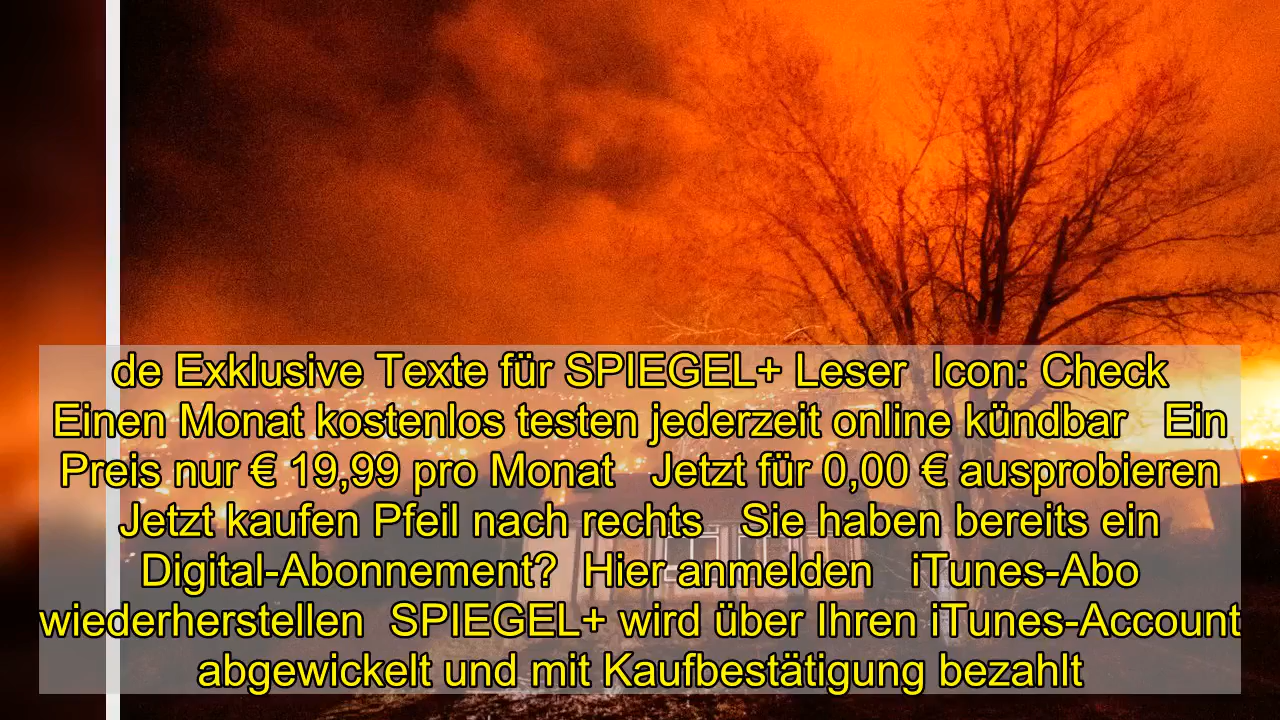 de Exklusive Texte für SPIEGEL+ Leser Icon: Check
Einen Monat kostenlos testen jederzeit online kündbar Ein
Preis nur € 19,99 pro Monat Jetzt für 0,00 € ausprobieren
Jetzt kaufen Pfeil nach rechts Sie haben bereits ein
Digital-Abonnement? Hier anmelden iTunes-Abo
wiederherstellen SPIEGEL+ wird über Ihren iTunes-Account
abgewickelt und mit Kaufbestätigung bezahlt